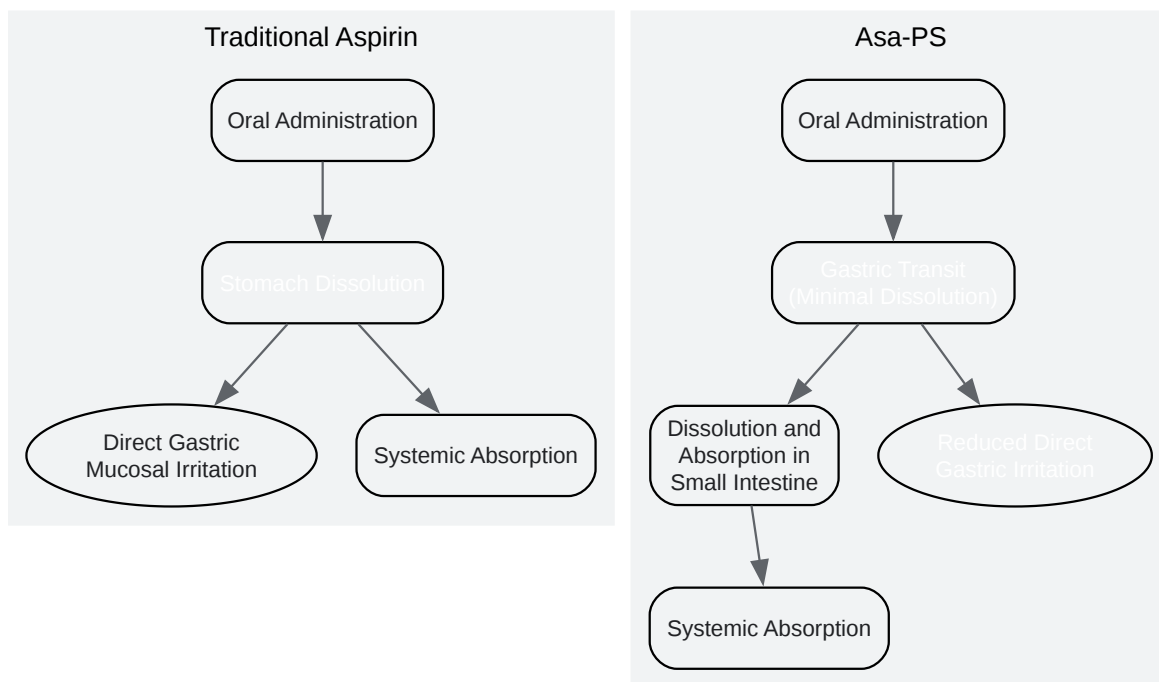 Traditional Aspirin
Oral Administration
Stomach Dissolution
Direct Gastric
Mucosal Irritation
Systemic Absorption
Asa-PS
Oral Administration
Gastric Transit
(Minimal Dissolution)
Dissolution and
Absorption in
Small Intestine
Reduced Direct
Gastric Irritation
Systemic Absorption